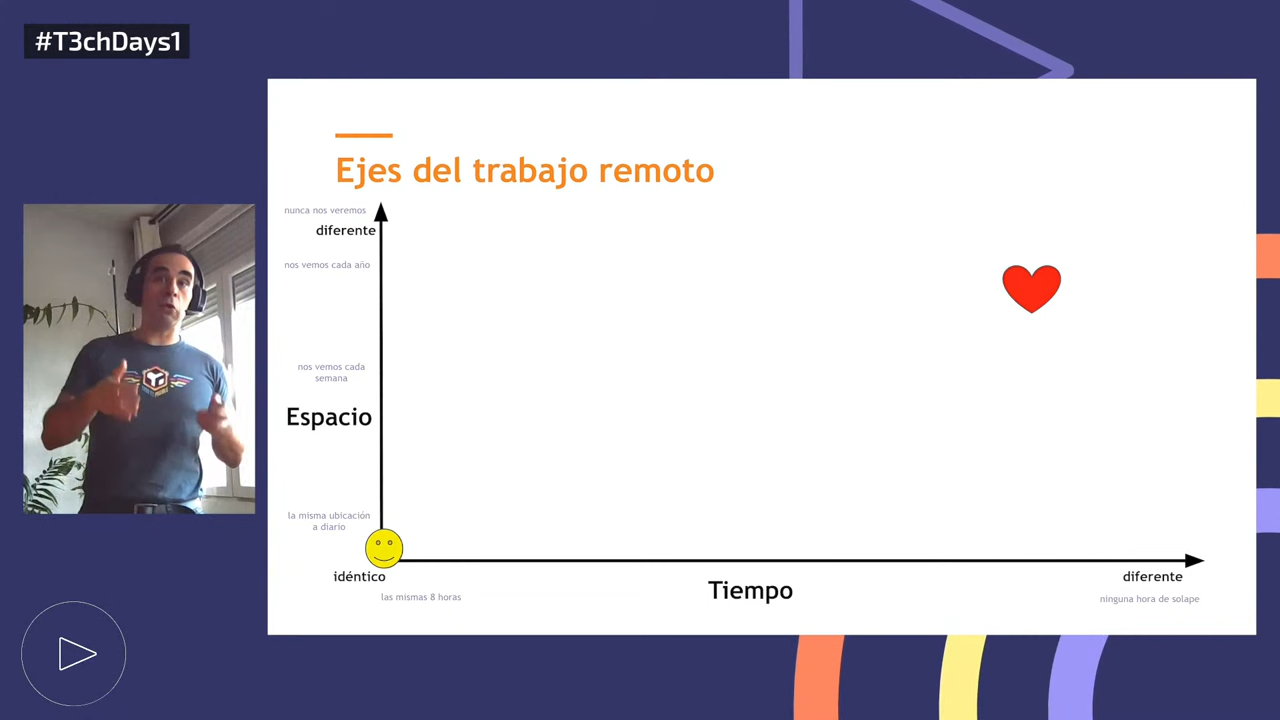 #T3chDays1
Ejes del trabajo remoto
nunca nos veremos
diferente
nos vemos cada año
nos vemos cada
semana
Espacio
la misma ubicación
a diario
idéntico
las mismas 8 horas
Tiempo
diferente
ninguna hora de solape